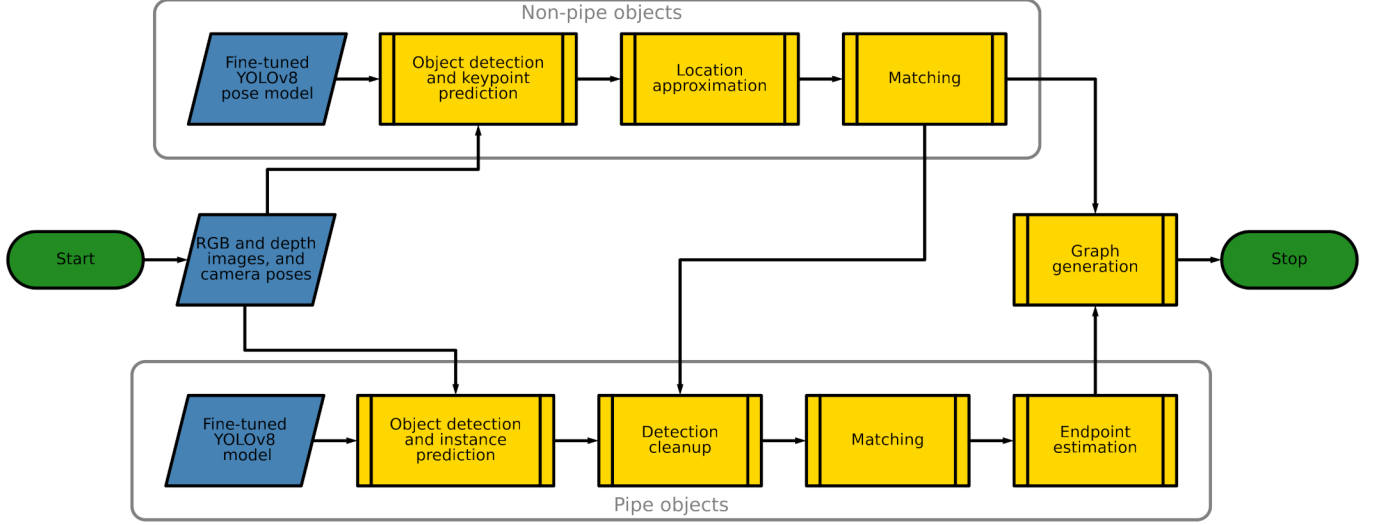 Non-pipe objects
Fine-tuned
YOLOv8
pose model
Object detection
and keypoint
prediction
Location
approximation
Matching
Start
RGB and depth
images, and
camera poses
Graph
generation
Stop
Fine-tuned
YOLOv8
model
Object detection
and instance
prediction
Detection
cleanup
Matching
Endpoint
estimation
Pipe objects